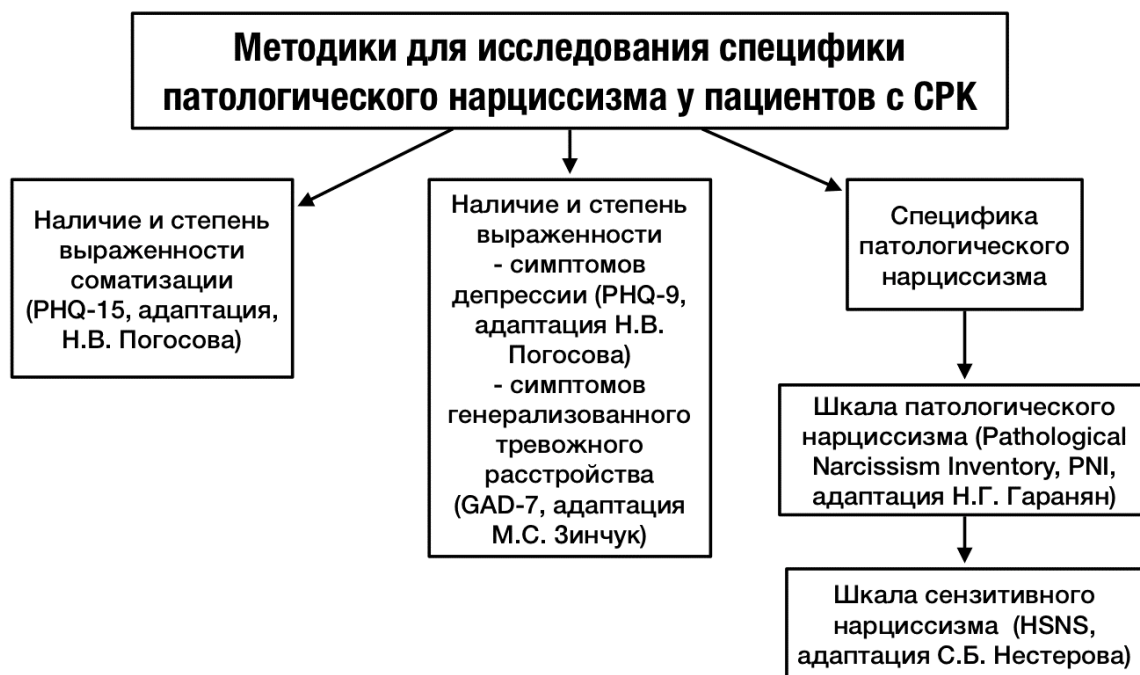 Методики для исследования специфики
патологического нарциссизма у пациентов с СРК
Наличие и степень
выраженности
соматизации
(PHQ-15, адаптация,
Н.В. Погосова)
Наличие и степень
выраженности
- симптомов
депрессии (PHQ-9,
адаптация Н.В.
Погосова)
- симптомов
генерализованного
тревожного
расстройства
(GAD-7, адаптация
М.С. Зинчук)
Специфика
патологического
нарциссизма
Шкала патологического
нарциссизма (Pathological
Narcissism Inventory, PNI,
адаптация Н.Г. Гаранян)
Шкала сензитивного
нарциссизма (HSNS,
адаптация С.Б. Нестерова)